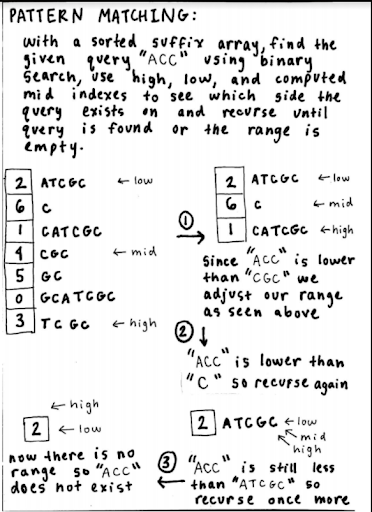 PATTERN MATCHING:
With a sorted suffix array, find the
given query "ACC" using binary
Search, use high, low, and computed
mid indexes to see which side the
query exists on and recurse until
query is found or the range is
empty.
2 ATCGC ← low
6 C
1 CATCGC
4 CGC ← mid
5 GC
0 GCATCGC
3 TCGC ← high
① →
2 ATCGC ← low
6 C ← mid
1 CATCGC ← high
Since "ACC" is lower
than "CGC" we
adjust our range
as seen above
② ↓
"ACC" is lower than
"C" so recurse again
2 ATCGC ← low
mid
high
③ "ACC" is still less
← than "ATCGC" so
recurse once more
← high
2 ← low
now there is no
range so "ACC"
does not exist